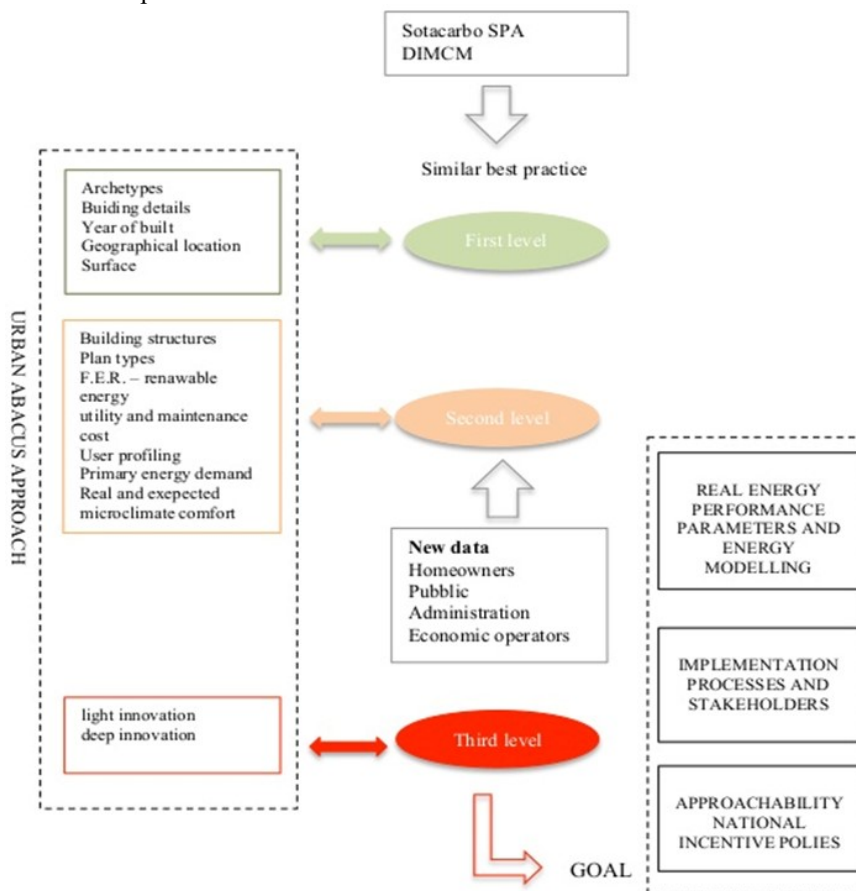 Sotacarbo SPA
DIMCM
Similar best practice
URBAN ABACUS APPROACH
Archetypes
Buiding details
Year of built
Geographical location
Surface
First level
Building structures
Plan types
F.E.R. – renawable
energy
utility and maintenance
cost
User profiling
Primary energy demand
Real and exepected
microclimate comfort
Second level
New data
Homeowners
Pubblic
Administration
Economic operators
light innovation
deep innovation
Third level
GOAL
REAL ENERGY
PERFORMANCE
PARAMETERS AND
ENERGY
MODELLING
IMPLEMENTATION
PROCESSES AND
STAKEHOLDERS
APPROACHABILITY
NATIONAL
INCENTIVE POLIES